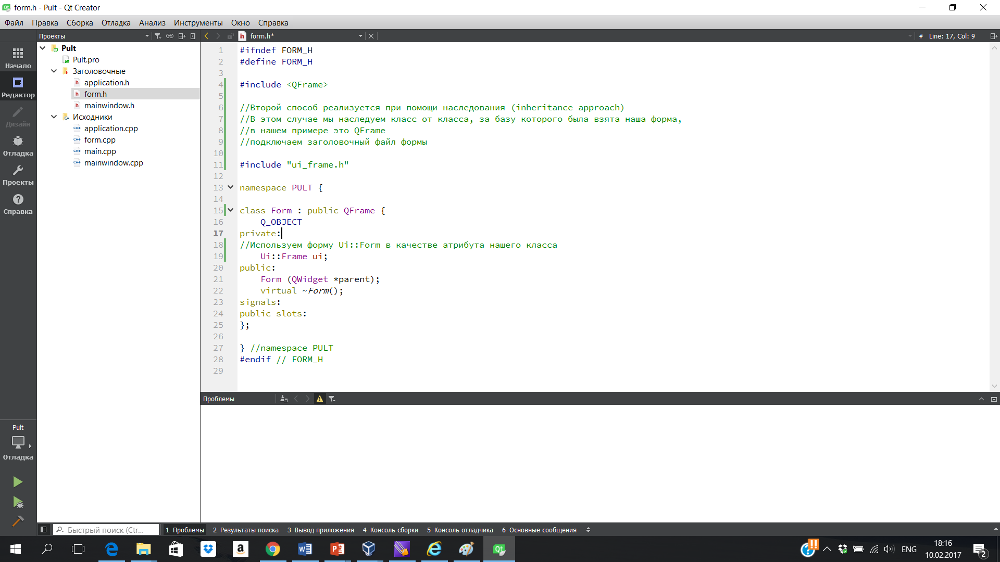 form.h - Pult - Qt Creator
Файл Правка Сборка Отладка Анализ Инструменты Окно Справка
Проекты
form.h*
# Line: 17, Col: 9
Начало
Редактор
Дизайн
Отладка
Проекты
Справка
Pult
Pult.pro
Заголовочные
application.h
form.h
mainwindow.h
Исходники
application.cpp
form.cpp
main.cpp
mainwindow.cpp
1 #ifndef FORM_H
2 #define FORM_H
3
4 #include <QFrame>
5
6 //Второй способ реализуется при помощи наследования (inheritance approach)
7 //В этом случае мы наследуем класс от класса, за базу которого была взята наша форма,
8 //в нашем примере это QFrame
9 //подключаем заголовочный файл формы
10
11 #include "ui_frame.h"
12
13 namespace PULT {
14
15 class Form : public QFrame {
16 Q_OBJECT
17 private:
18 //Используем форму Ui::Form в качестве атрибута нашего класса
19 Ui::Frame ui;
20 public:
21 Form (QWidget *parent);
22 virtual ~Form();
23 signals:
24 public slots:
25 };
26
27 } //namespace PULT
28 #endif // FORM_H
29
Проблемы
Pult
Отладка
Быстрый поиск (Ctr...
1 Проблемы 2 Результаты поиска 3 Вывод приложения 4 Консоль сборки 5 Консоль отладчика 6 Основные сообщения
ENG
18:16
10.02.2017
2